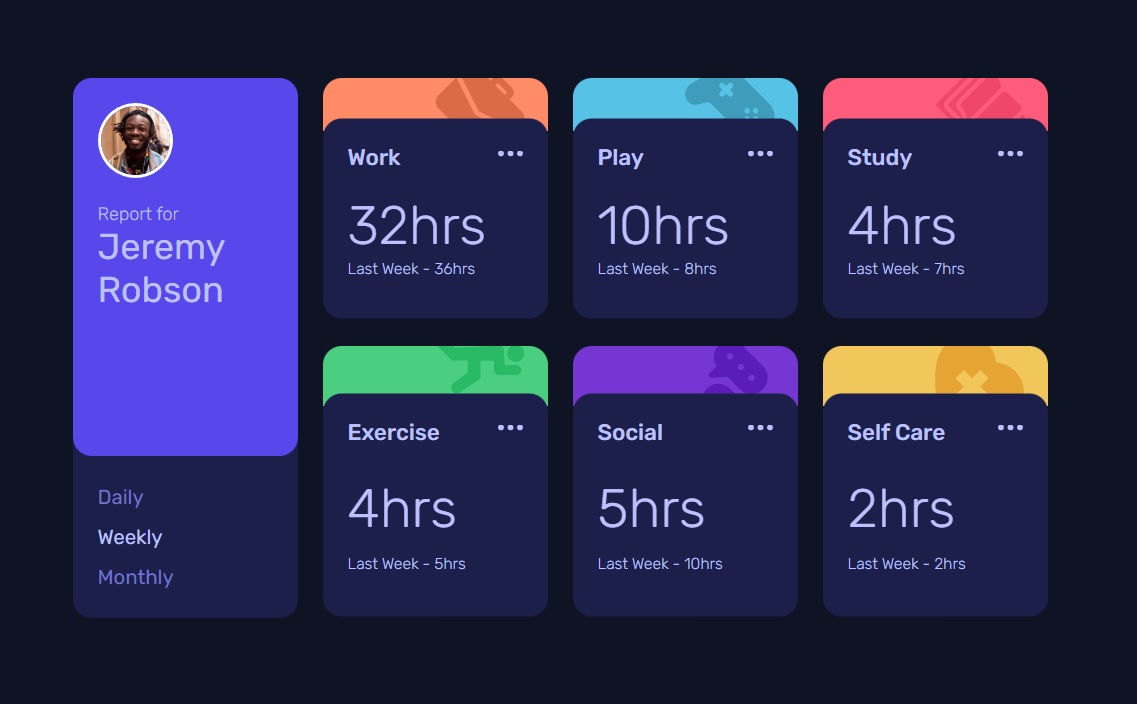 Report for
Jeremy
Robson
Daily
Weekly
Monthly
Work
32hrs
Last Week - 36hrs
Play
10hrs
Last Week - 8hrs
Study
4hrs
Last Week - 7hrs
Exercise
4hrs
Last Week - 5hrs
Social
5hrs
Last Week - 10hrs
Self Care
2hrs
Last Week - 2hrs